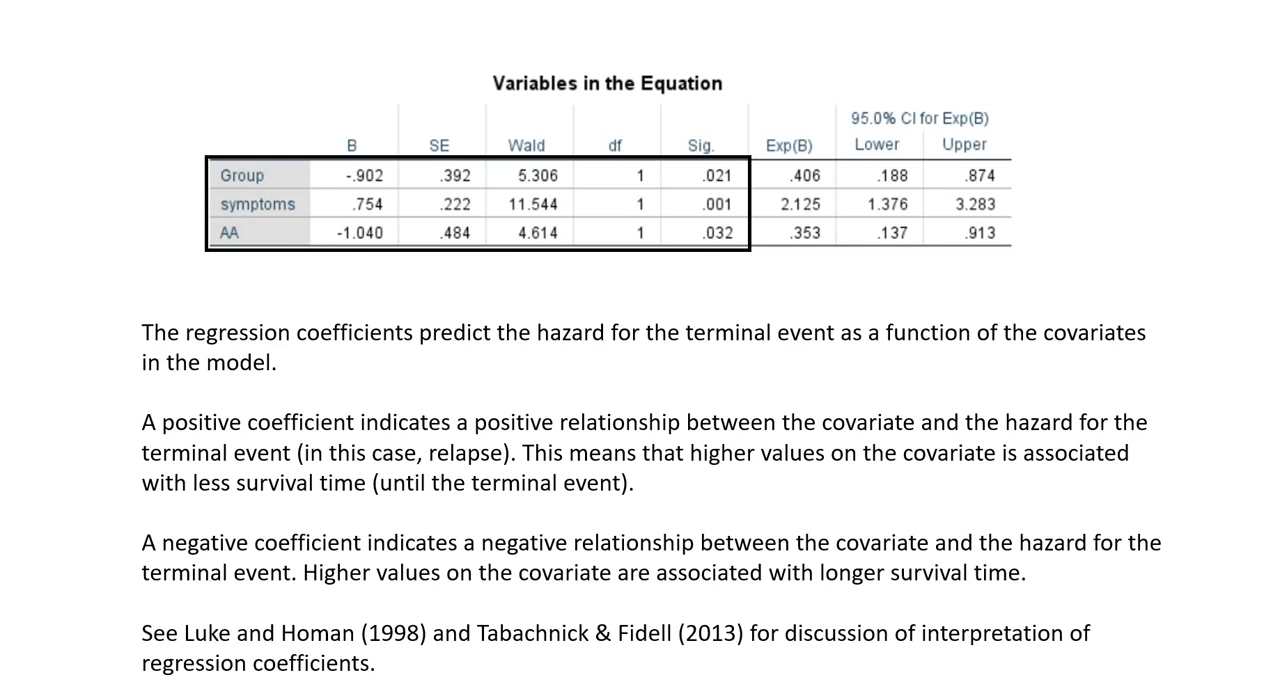 Variables in the Equation
95.0% CI for Exp(B)
B SE Wald df Sig. Exp(B) Lower Upper
Group -.902 .392 5.306 1 .021 .406 .188 .874
symptoms .754 .222 11.544 1 .001 2.125 1.376 3.283
AA -1.040 .484 4.614 1 .032 .353 .137 .913
The regression coefficients predict the hazard for the terminal event as a function of the covariates
in the model.
A positive coefficient indicates a positive relationship between the covariate and the hazard for the
terminal event (in this case, relapse). This means that higher values on the covariate is associated
with less survival time (until the terminal event).
A negative coefficient indicates a negative relationship between the covariate and the hazard for the
terminal event. Higher values on the covariate are associated with longer survival time.
See Luke and Homan (1998) and Tabachnick & Fidell (2013) for discussion of interpretation of
regression coefficients.